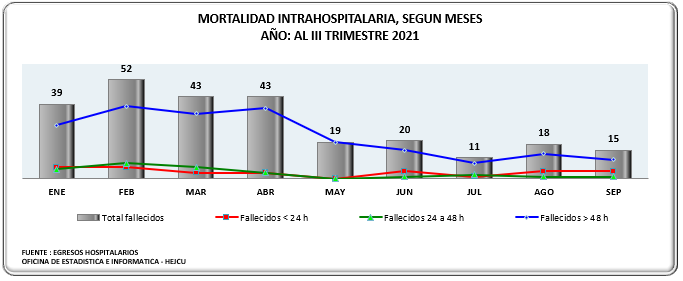 MORTALIDAD INTRAHOSPITALARIA, SEGUN MESES
AÑO: AL III TRIMESTRE 2021
39 52 43 43 19 20 11 18 15
ENE FEB MAR ABR MAY JUN JUL AGO SEP
Total fallecidos Fallecidos < 24 h Fallecidos 24 a 48 h Fallecidos > 48 h
FUENTE : EGRESOS HOSPITALARIOS
OFICINA DE ESTADISTICA E INFORMATICA - HEJCU